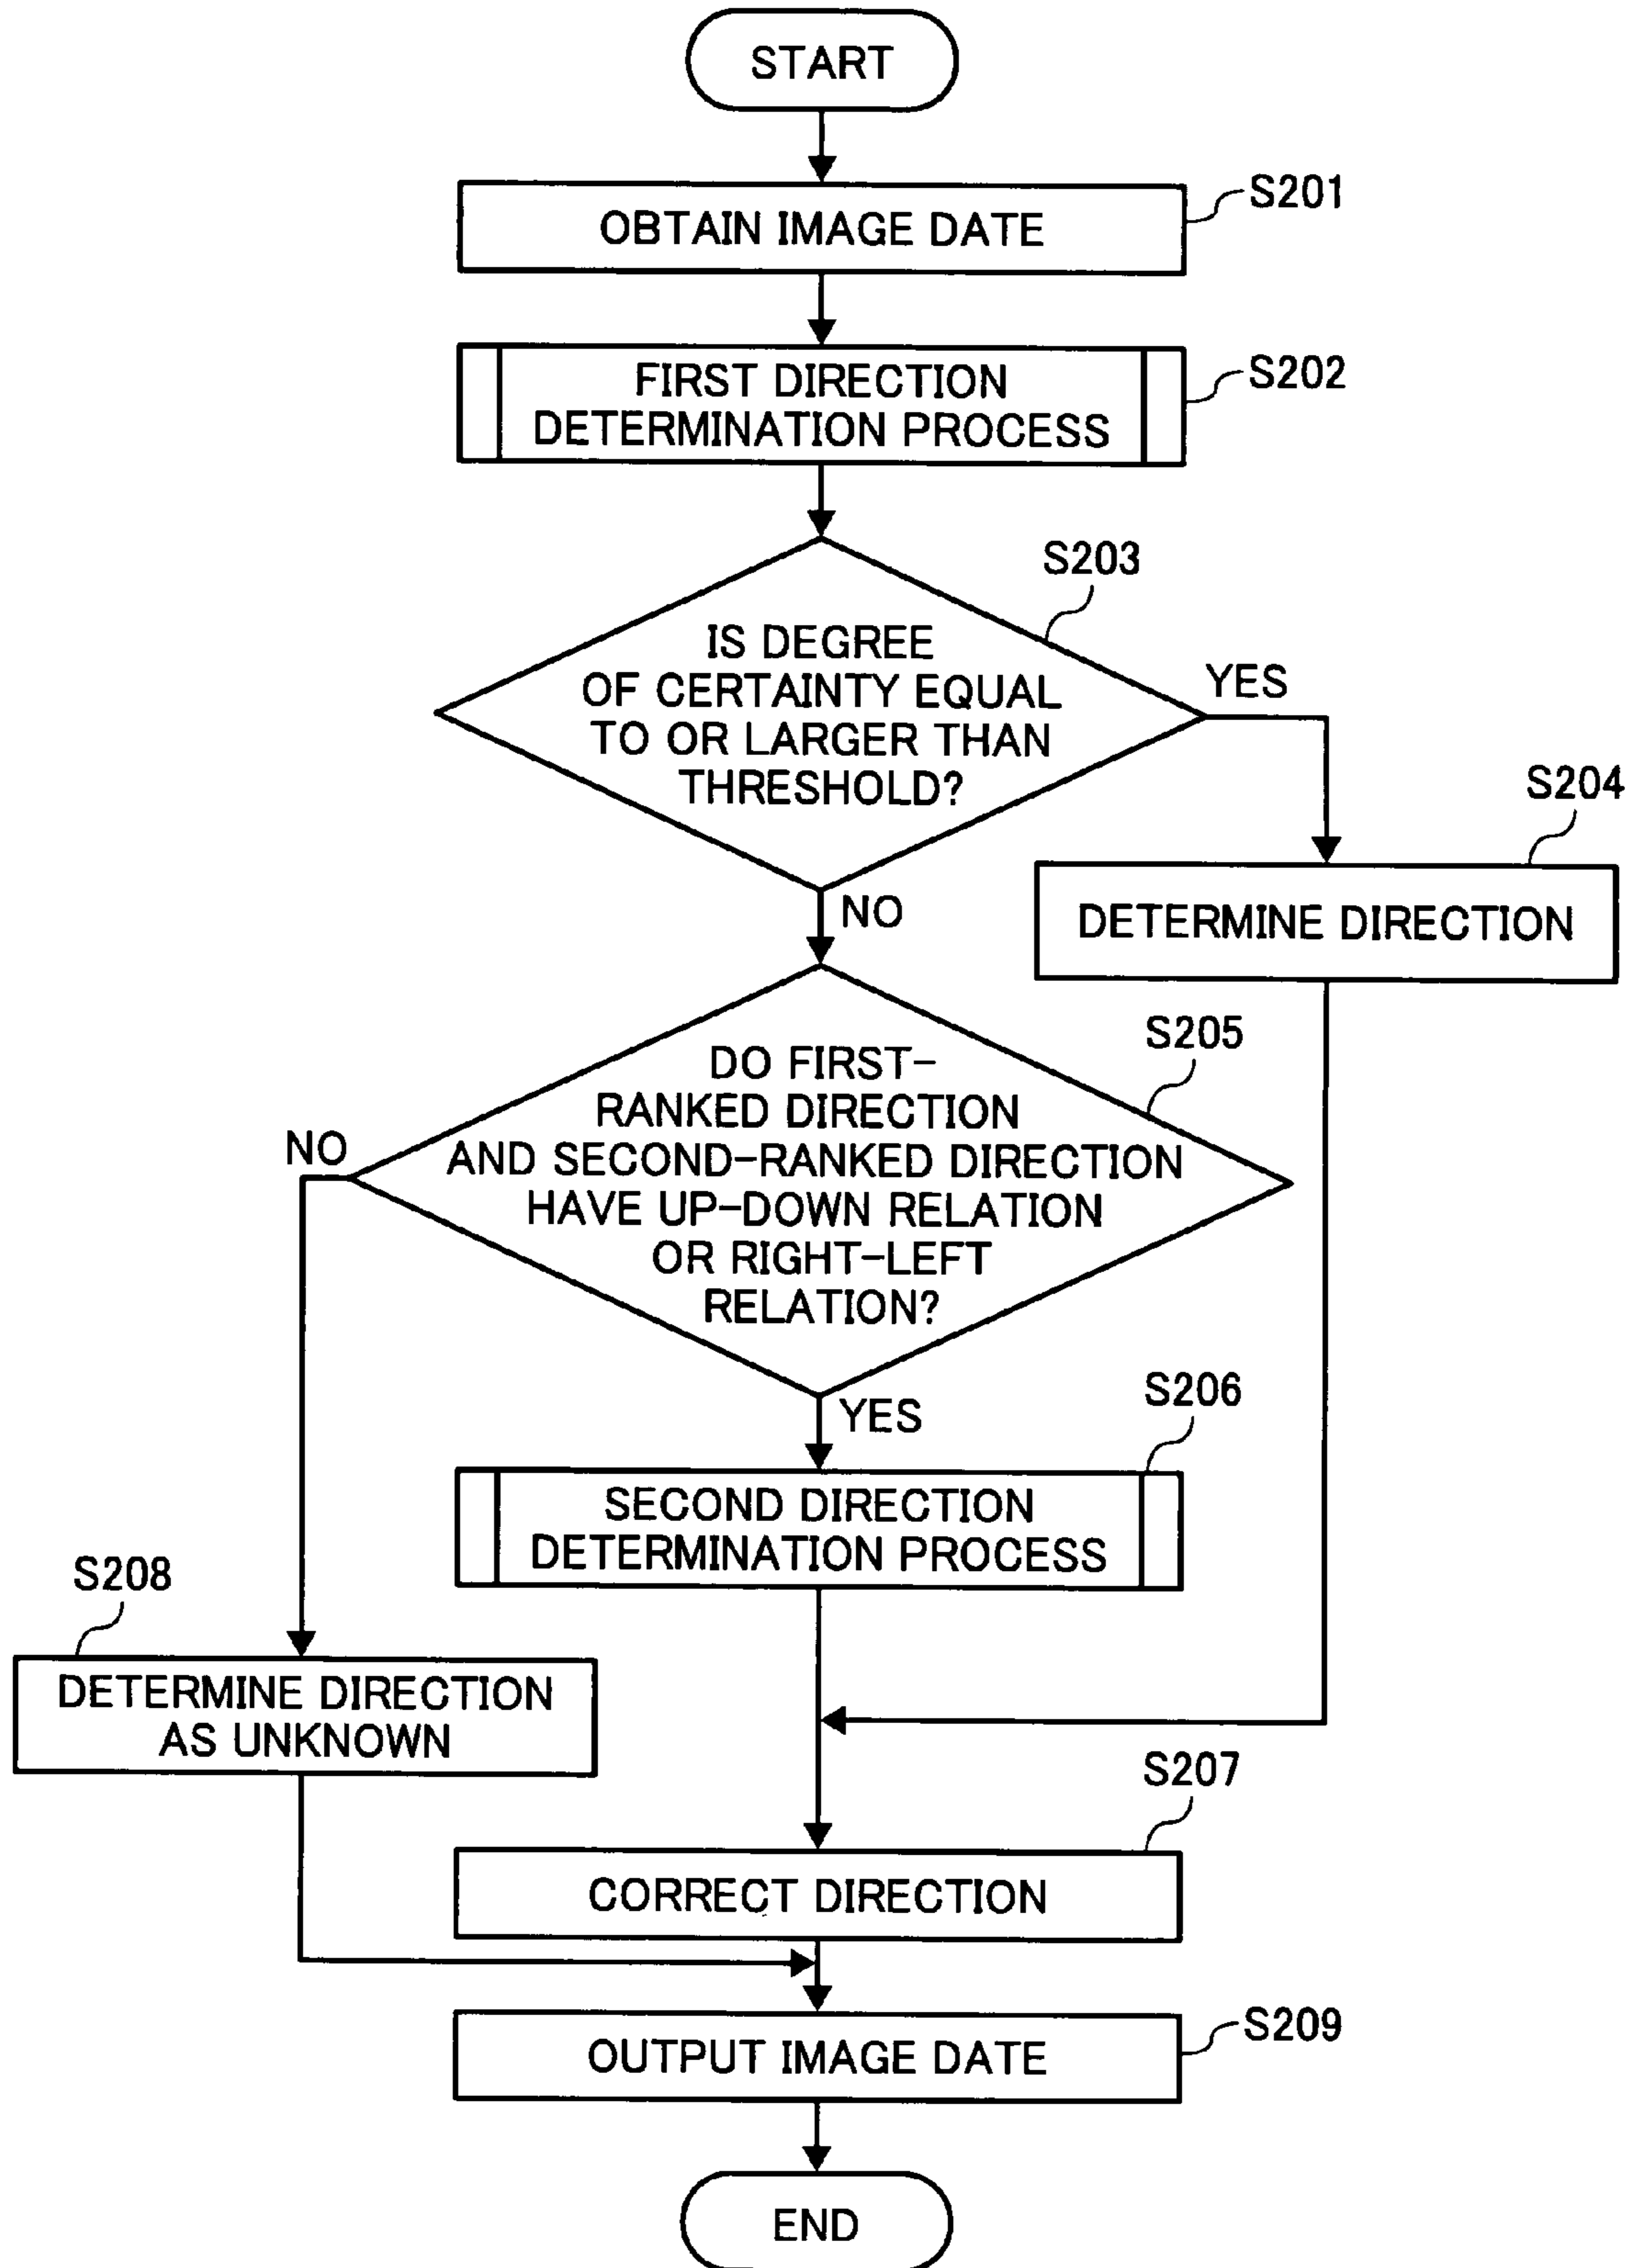 START
OBTAIN IMAGE DATE
S201
FIRST DIRECTION
DETERMINATION PROCESS
S202
S203
IS DEGREE
OF CERTAINTY EQUAL
TO OR LARGER THAN
THRESHOLD?
YES
NO
S204
DETERMINE DIRECTION
S205
DO FIRST-
RANKED DIRECTION
AND SECOND-RANKED DIRECTION
HAVE UP-DOWN RELATION
OR RIGHT-LEFT
RELATION?
NO
YES
S206
SECOND DIRECTION
DETERMINATION PROCESS
S208
DETERMINE DIRECTION
AS UNKNOWN
S207
CORRECT DIRECTION
S209
OUTPUT IMAGE DATE
END